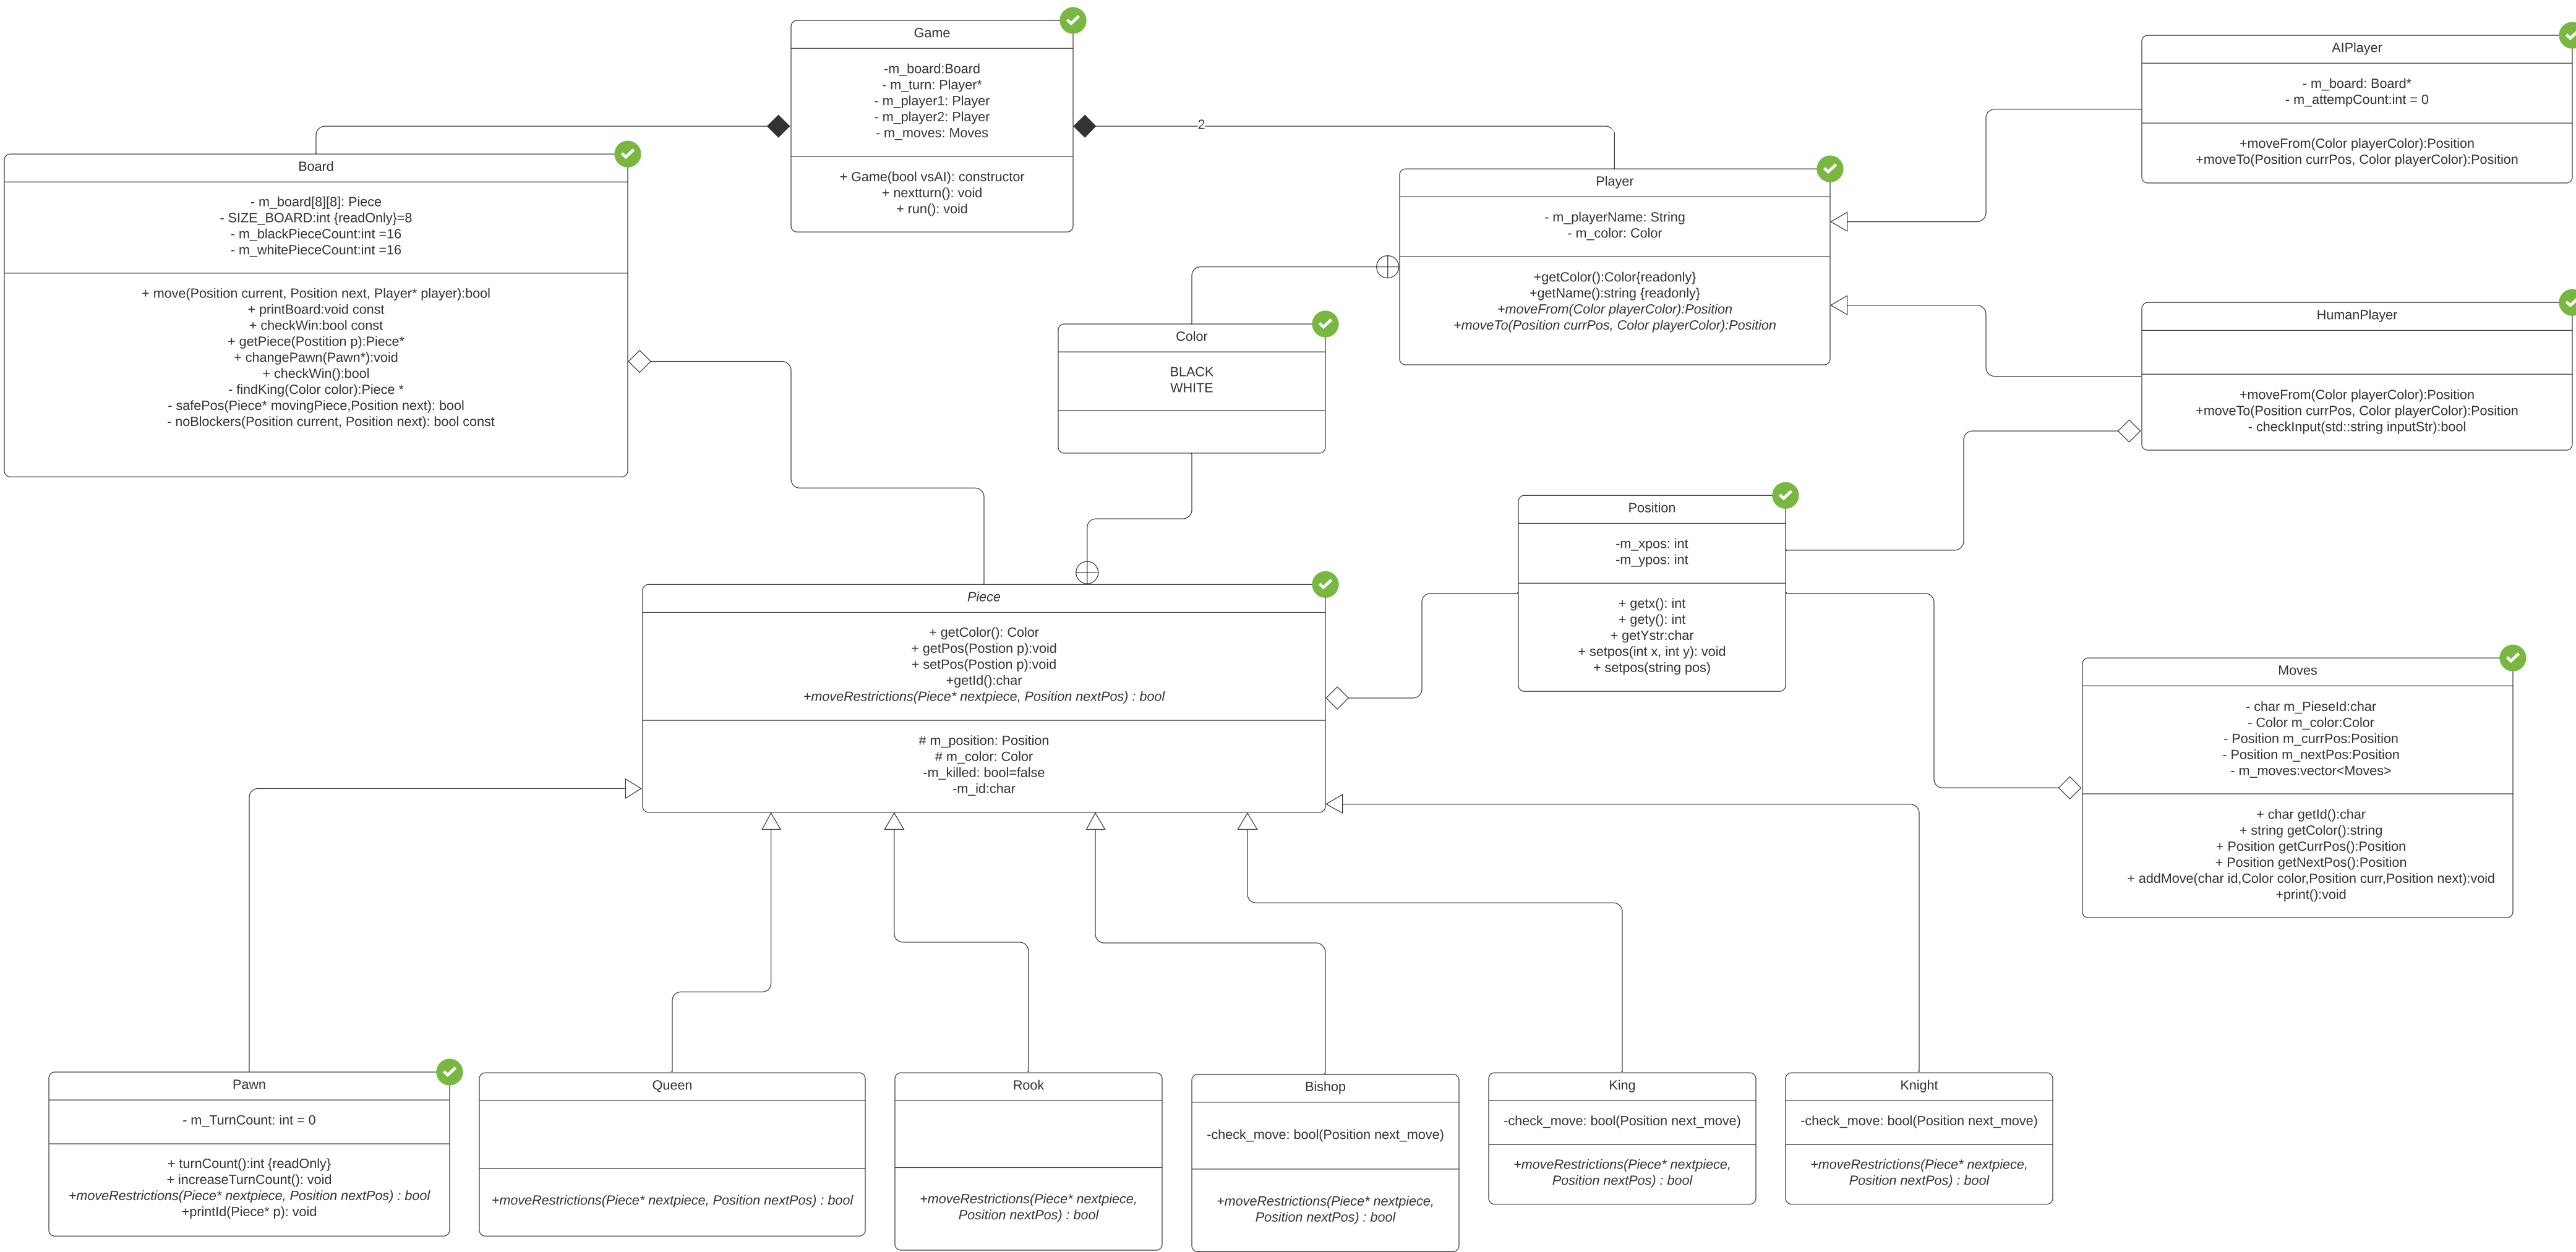 Game
-m_board:Board
- m_turn: Player*
- m_player1: Player
- m_player2: Player
- m_moves: Moves
+ Game(bool vsAI): constructor
+ nextturn(): void
+ run(): void
2
Board
- m_board[8][8]: Piece
- SIZE_BOARD:int {readOnly}=8
- m_blackPieceCount:int =16
- m_whitePieceCount:int =16
+ move(Position current, Position next, Player* player):bool
+ printBoard:void const
+ checkWin:bool const
+ getPiece(Postition p):Piece*
+ changePawn(Pawn*):void
+ checkWin():bool
- findKing(Color color):Piece *
- safePos(Piece* movingPiece,Position next): bool
- noBlockers(Position current, Position next): bool const
Player
- m_playerName: String
- m_color: Color
+getColor():Color{readonly}
+getName():string {readonly}
+moveFrom(Color playerColor):Position
+moveTo(Position currPos, Color playerColor):Position
AIPlayer
- m_board: Board*
- m_attempCount:int = 0
+moveFrom(Color playerColor):Position
+moveTo(Position currPos, Color playerColor):Position
HumanPlayer
+moveFrom(Color playerColor):Position
+moveTo(Position currPos, Color playerColor):Position
- checkInput(std::string inputStr):bool
Color
BLACK
WHITE
Position
-m_xpos: int
-m_ypos: int
+ getx(): int
+ gety(): int
+ getYstr:char
+ setpos(int x, int y): void
+ setpos(string pos)
Piece
+ getColor(): Color
+ getPos(Postion p):void
+ setPos(Postion p):void
+getId():char
+moveRestrictions(Piece* nextpiece, Position nextPos) : bool
# m_position: Position
# m_color: Color
-m_killed: bool=false
-m_id:char
Moves
- char m_PieseId:char
- Color m_color:Color
- Position m_currPos:Position
- Position m_nextPos:Position
- m_moves:vector<Moves>
+ char getId():char
+ string getColor():string
+ Position getCurrPos():Position
+ Position getNextPos():Position
+ addMove(char id,Color color,Position curr,Position next):void
+print():void
Pawn
- m_TurnCount: int = 0
+ turnCount():int {readOnly}
+ increaseTurnCount(): void
+moveRestrictions(Piece* nextpiece, Position nextPos) : bool
+printId(Piece* p): void
Queen
+moveRestrictions(Piece* nextpiece, Position nextPos) : bool
Rook
+moveRestrictions(Piece* nextpiece,
Position nextPos) : bool
Bishop
-check_move: bool(Position next_move)
+moveRestrictions(Piece* nextpiece,
Position nextPos) : bool
King
-check_move: bool(Position next_move)
+moveRestrictions(Piece* nextpiece,
Position nextPos) : bool
Knight
-check_move: bool(Position next_move)
+moveRestrictions(Piece* nextpiece,
Position nextPos) : bool